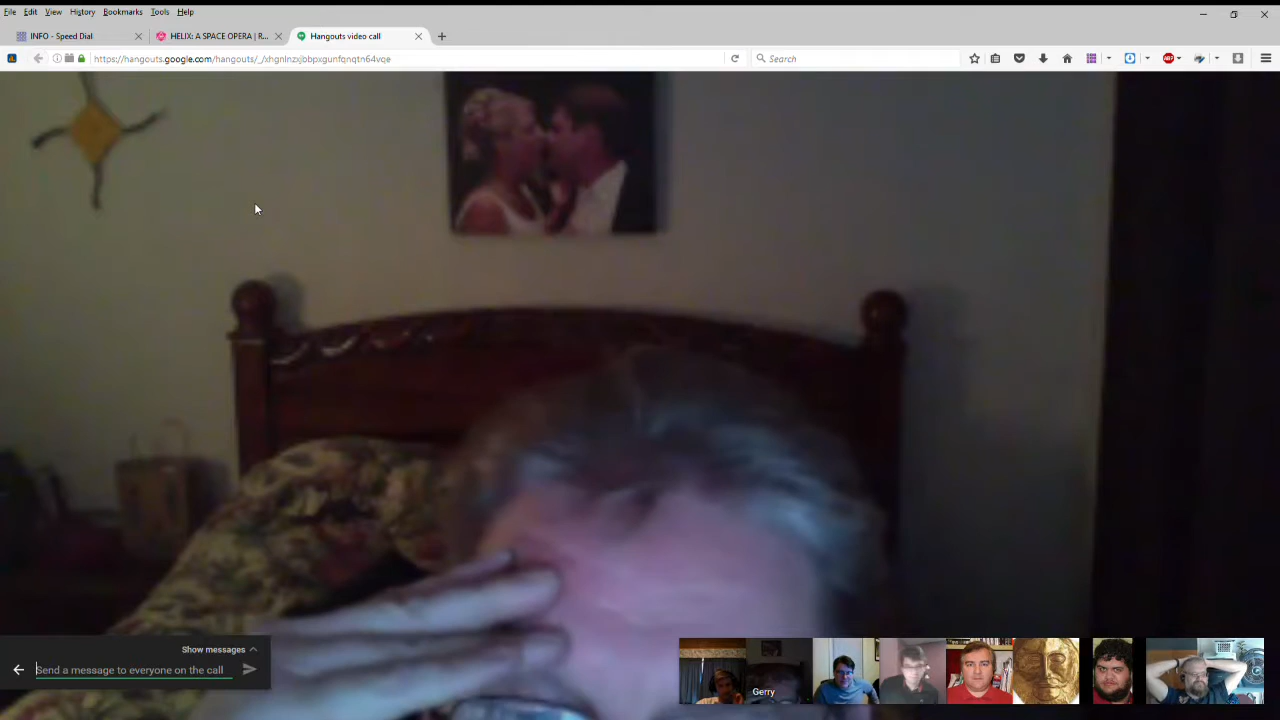 File Edit View History Bookmarks Tools Help
INFO - Speed Dial
HELIX: A SPACE OPERA | R...
Hangouts video call
Search
Show messages
Send a message to everyone on the call
Gerry